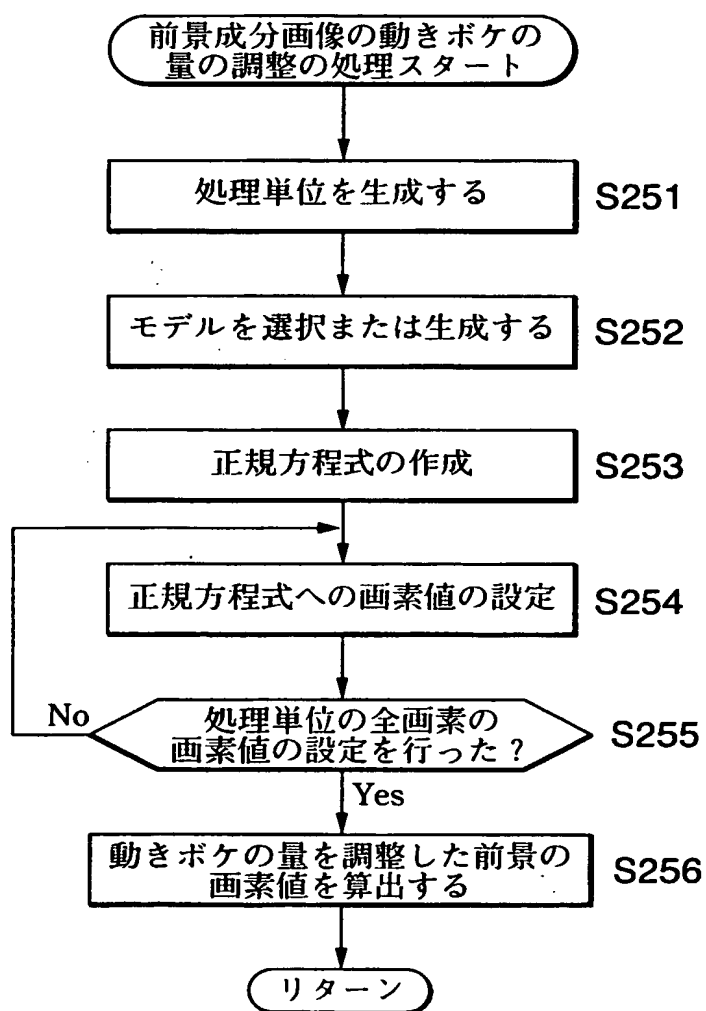 前景成分画像の動きボケの
量の調整の処理スタート
処理単位を生成する
S251
モデルを選択または生成する
S252
正規方程式の作成
S253
正規方程式への画素値の設定
S254
No
処理単位の全画素の
画素値の設定を行った?
S255
Yes
動きボケの量を調整した前景の
画素値を算出する
S256
リターン